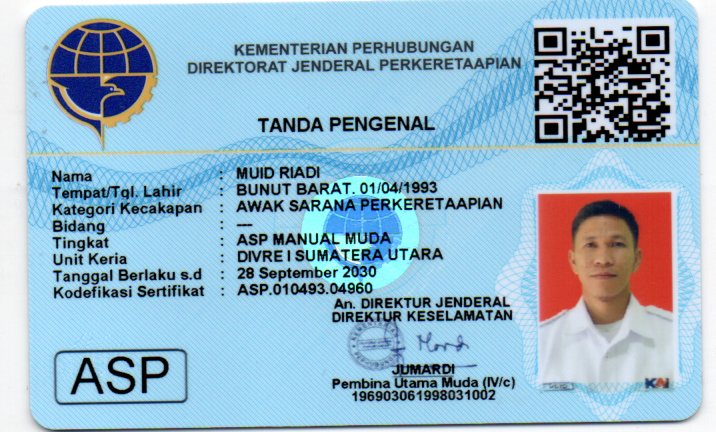 KEMENTERIAN PERHUBUNGAN
DIREKTORAT JENDERAL PERKERETAAPIAN
TANDA PENGENAL
Nama : MUID RIADI
Tempat/Tgl. Lahir : BUNUT BARAT. 01/04/1993
Kategori Kecakapan : AWAK SARANA PERKERETAAPIAN
Bidang : ---
Tingkat : ASP MANUAL MUDA
Unit Kerja : DIVRE I SUMATERA UTARA
Tanggal Berlaku s.d : 28 September 2030
Kodefikasi Sertifikat : ASP.010493.04960
An. DIREKTUR JENDERAL
DIREKTUR KESELAMATAN
JUMARDI
Pembina Utama Muda (IV/c)
196903061998031002
ASP
KAI